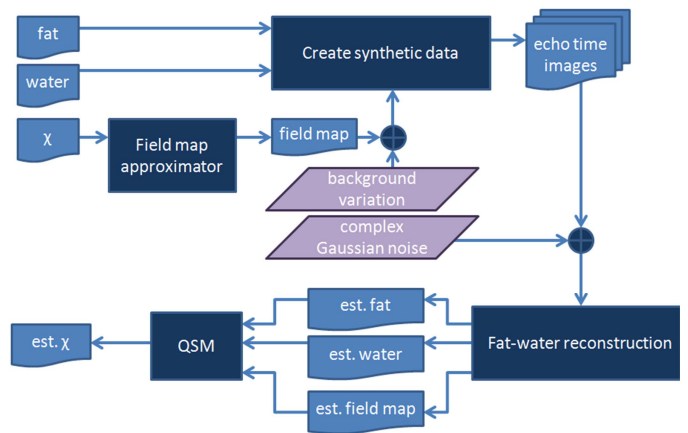 fat
Create synthetic data
echo time
images
water
χ
Field map
approximator
field map
background
variation
complex
Gaussian noise
est. fat
est. χ
QSM
est. water
Fat-water reconstruction
est. field map